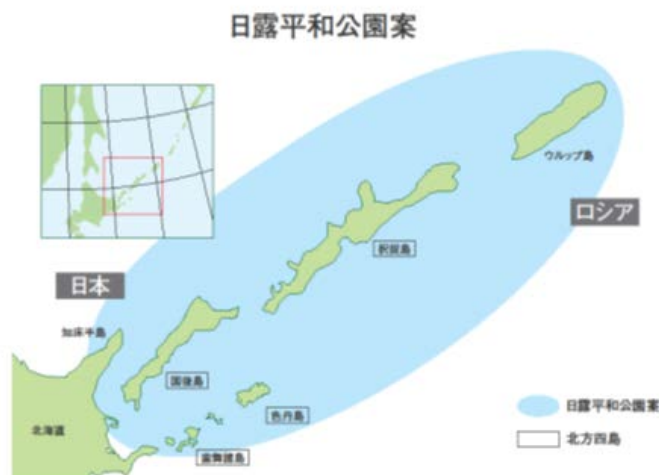 日露平和公園案
ウルップ島
ロシア
択捉島
日本
知床半島
国後島
色丹島
北海道
歯舞諸島
日露平和公園案
北方四島